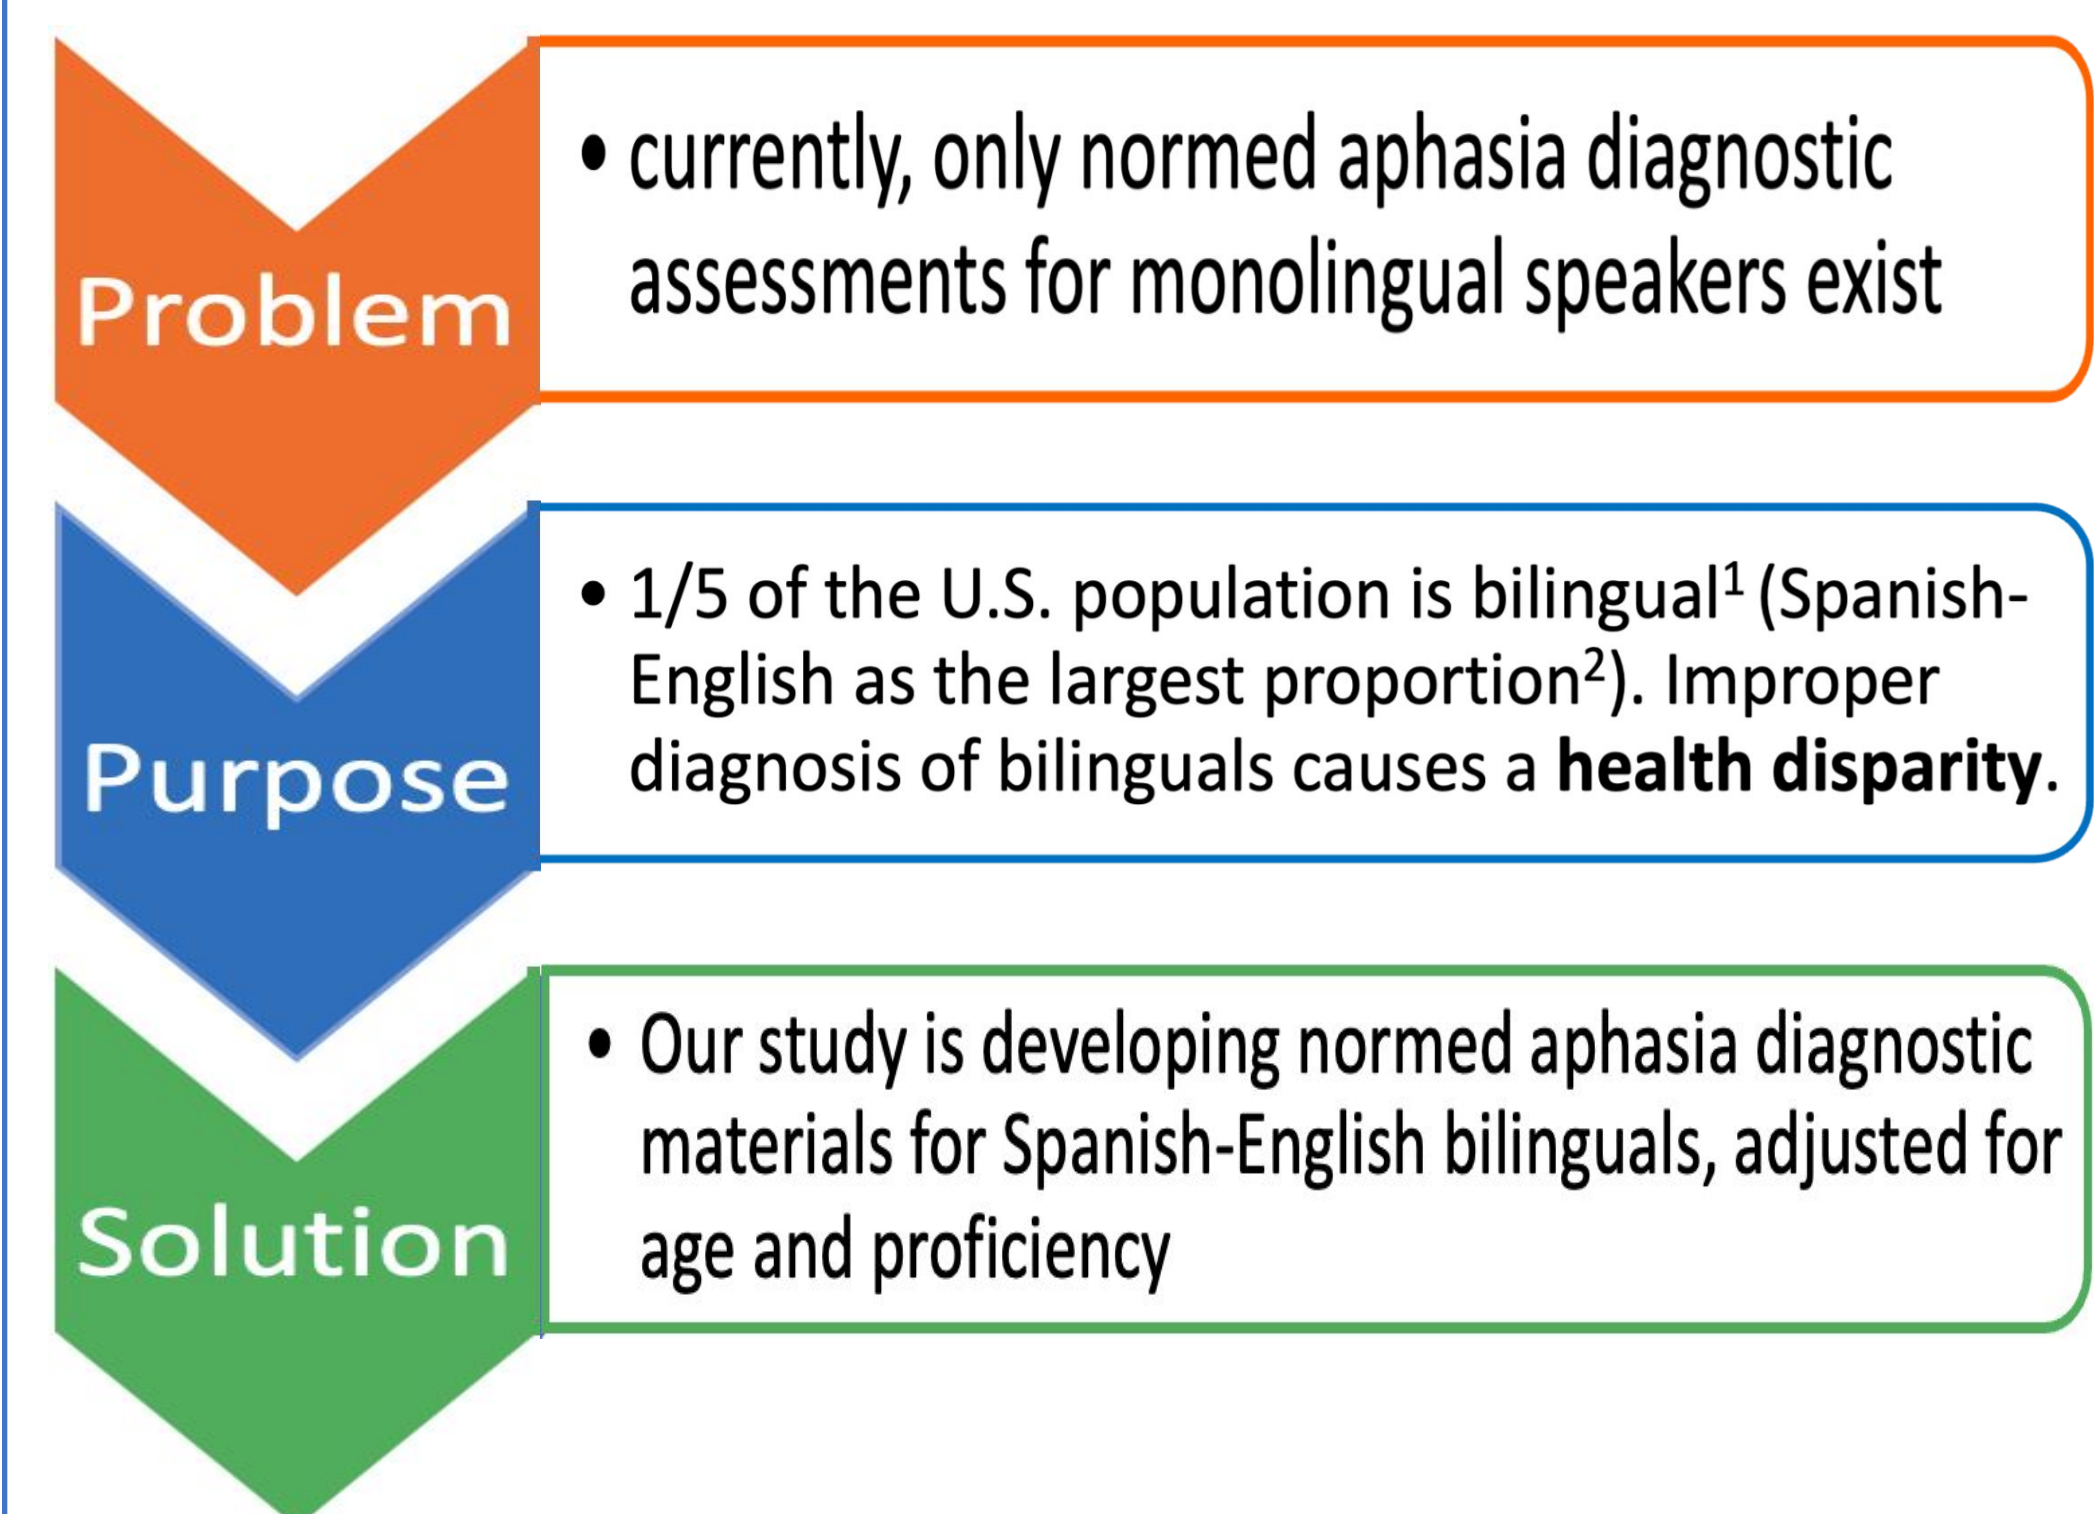 Problem
• currently, only normed aphasia diagnostic
assessments for monolingual speakers exist
Purpose
• 1/5 of the U.S. population is bilingual¹ (Spanish-
English as the largest proportion²). Improper
diagnosis of bilinguals causes a health disparity.
Solution
• Our study is developing normed aphasia diagnostic
materials for Spanish-English bilinguals, adjusted for
age and proficiency